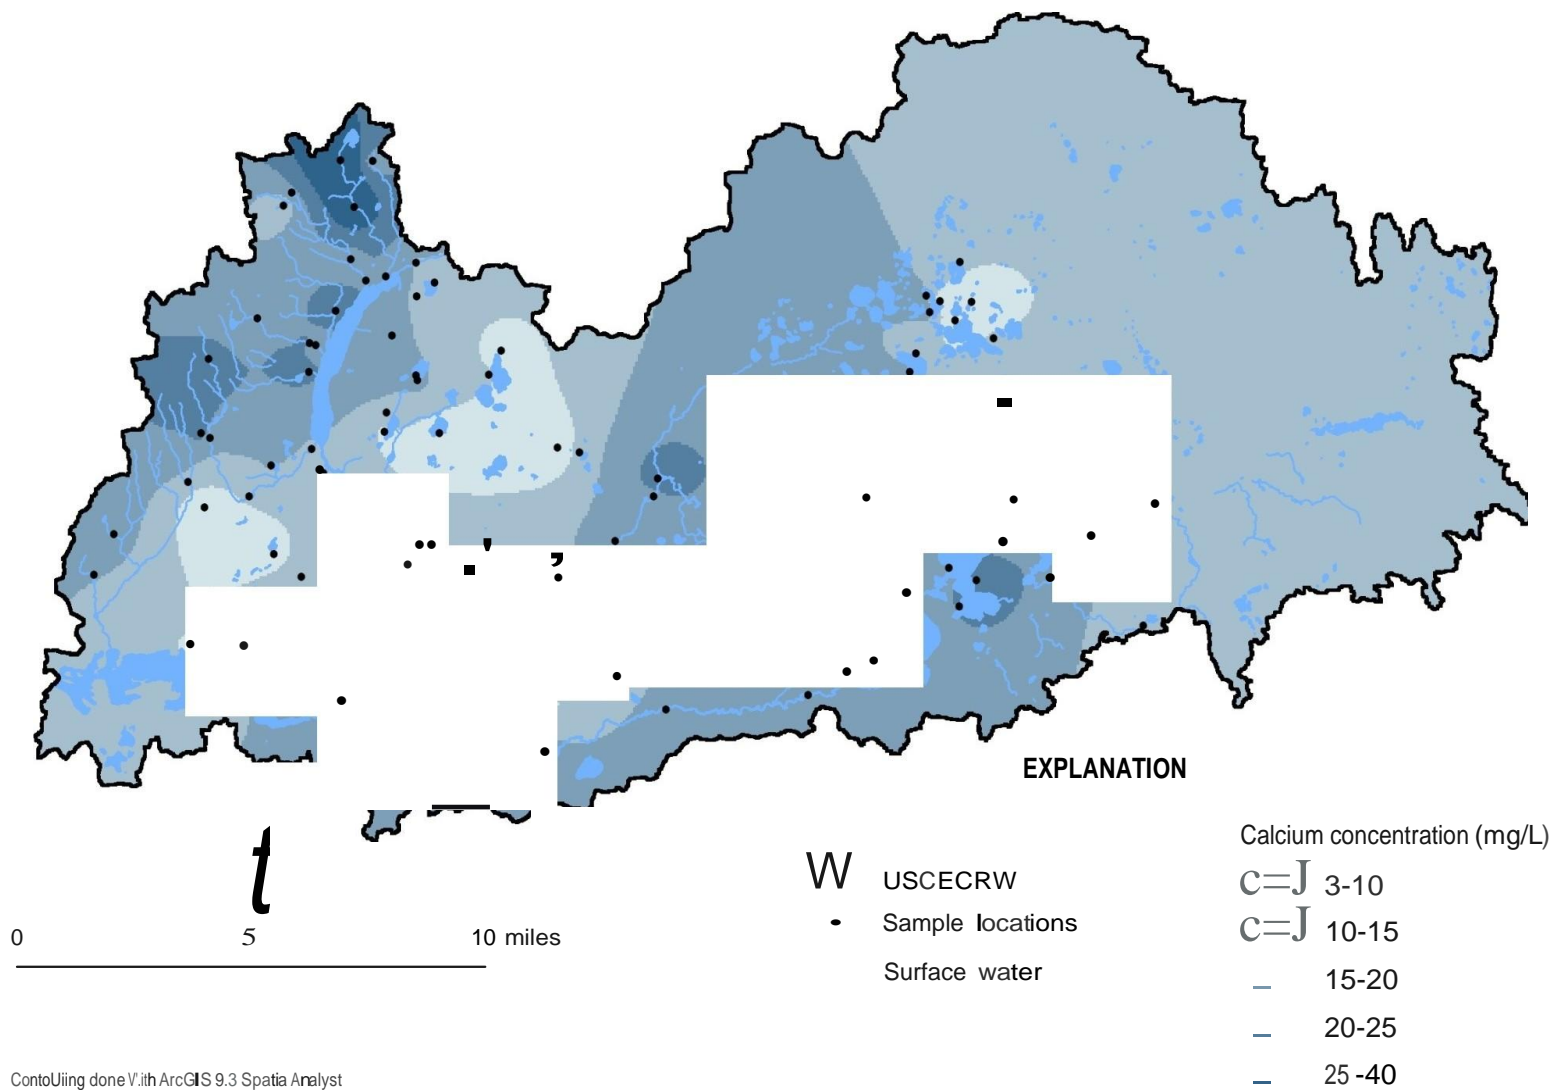 EXPLANATION
t
0 5 10 miles
W USCECRW
• Sample locations
Surface water
Calcium concentration (mg/L)
c=J 3-10
c=J 10-15
15-20
20-25
25-40
ContoUiing done V'.ith ArcGIS 9.3 Spatia Analyst